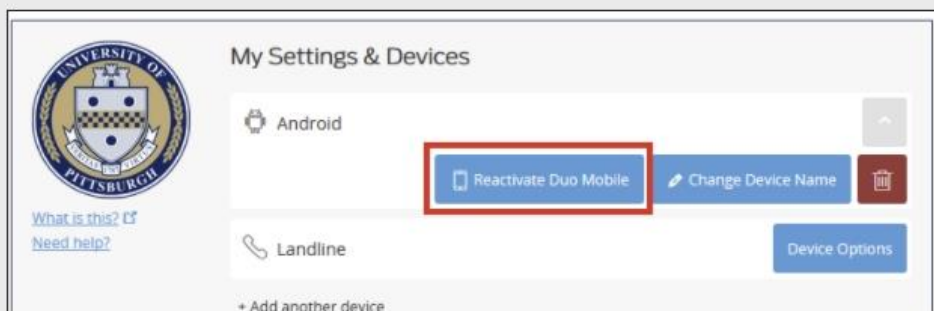 UNIVERSITY OF
PITTSBURGH
What is this?
Need help?
My Settings & Devices
Android
Reactivate Duo Mobile
Change Device Name
Landline
Device Options
+ Add another device